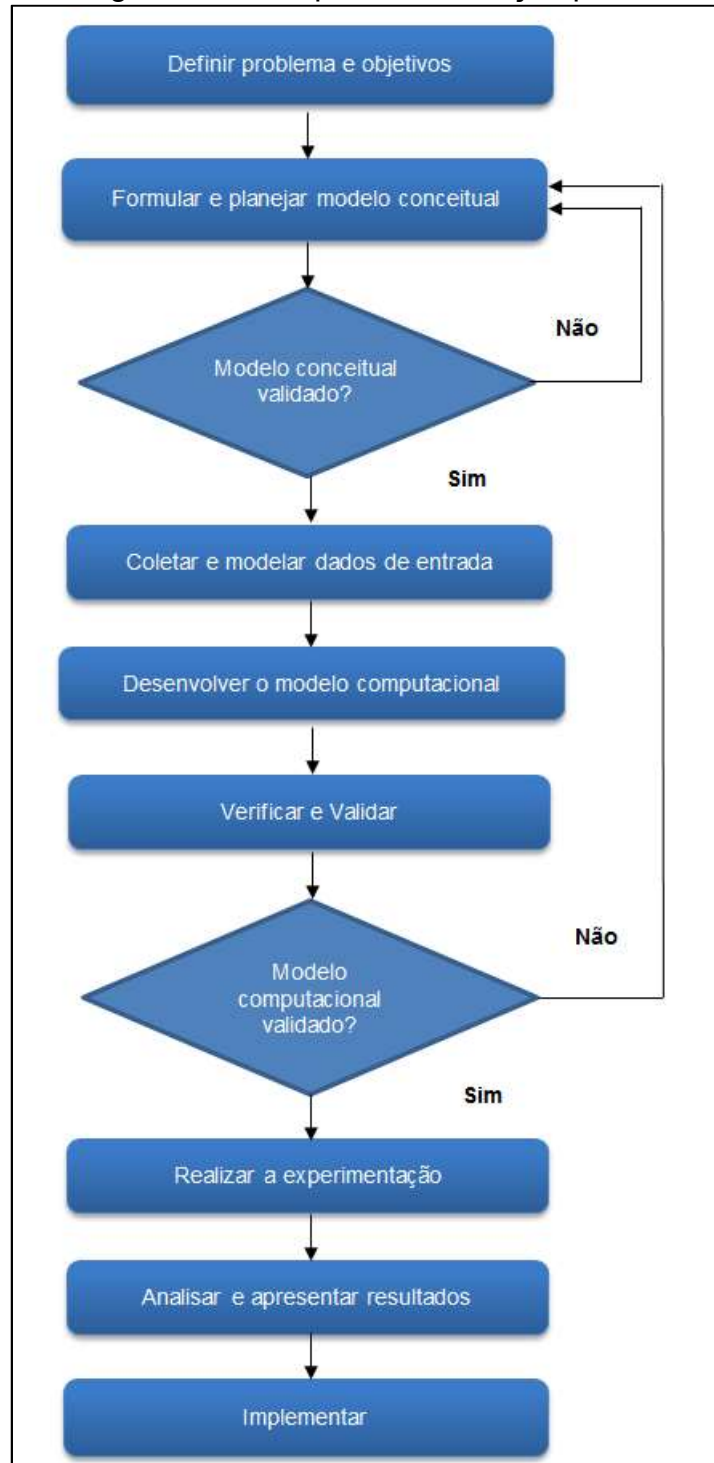 Definir problema e objetivos
Formular e planejar modelo conceitual
Não
Modelo conceitual
validado?
Sim
Coletar e modelar dados de entrada
Desenvolver o modelo computacional
Verificar e Validar
Não
Modelo
computacional
validado?
Sim
Realizar a experimentação
Analisar e apresentar resultados
Implementar